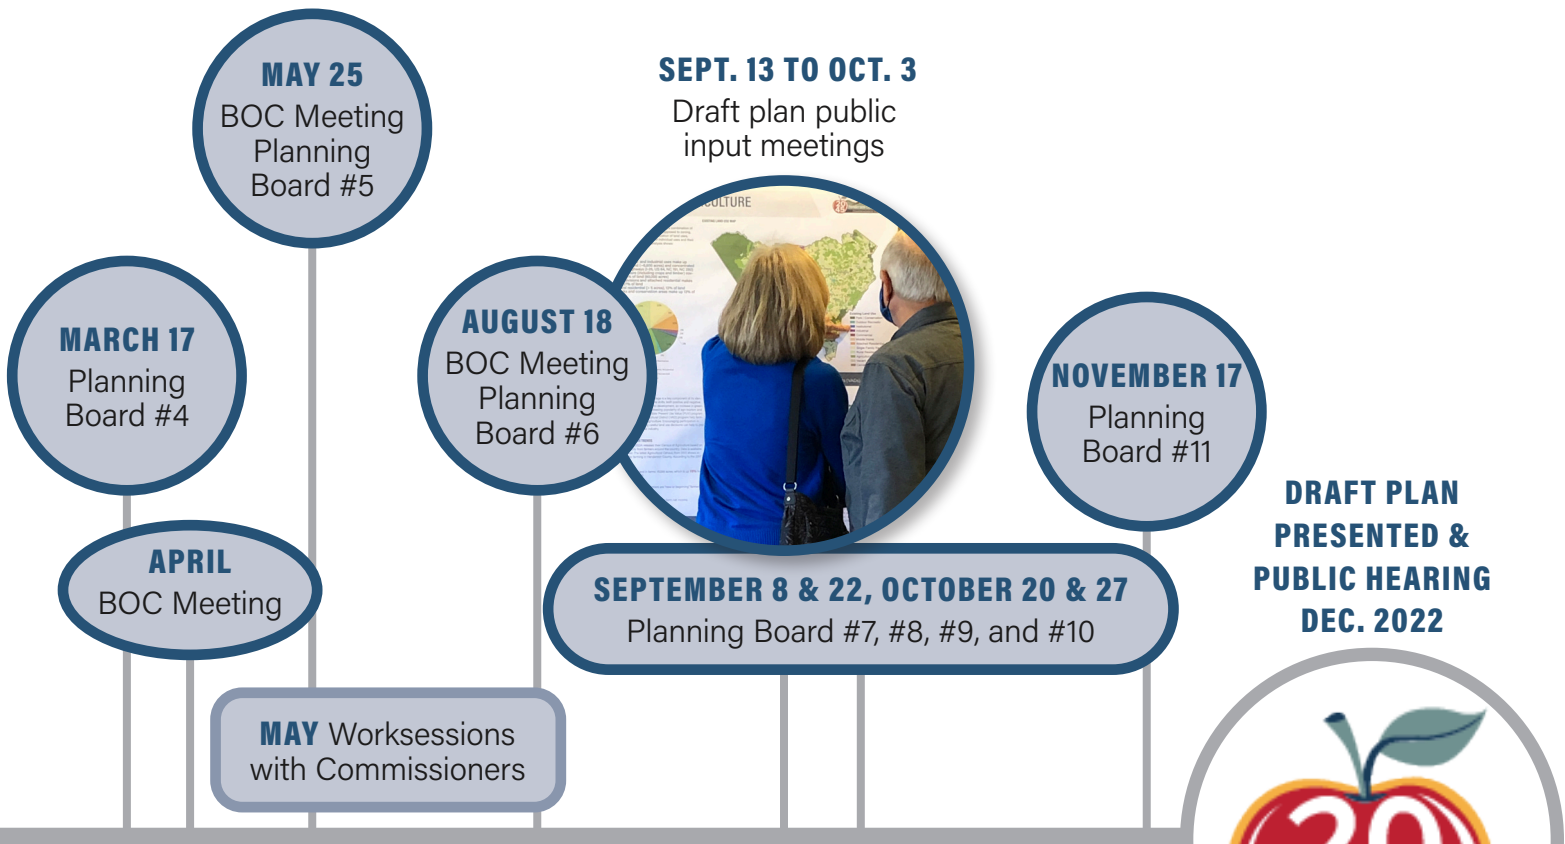 MAY 25
BOC Meeting
Planning
Board #5
SEPT. 13 TO OCT. 3
Draft plan public
input meetings
MARCH 17
Planning
Board #4
AUGUST 18
BOC Meeting
Planning
Board #6
NOVEMBER 17
Planning
Board #11
APRIL
BOC Meeting
SEPTEMBER 8 & 22, OCTOBER 20 & 27
Planning Board #7, #8, #9, and #10
DRAFT PLAN
PRESENTED &
PUBLIC HEARING
DEC. 2022
MAY Worksessions
with Commissioners
20